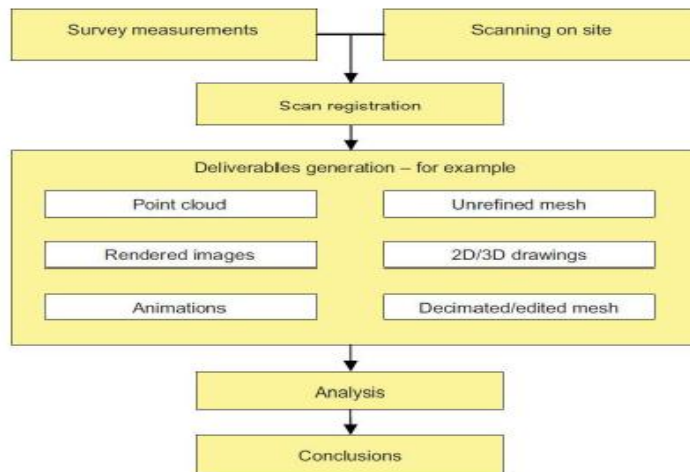 Survey measurements
Scanning on site
Scan registration
Deliverables generation – for example
Point cloud
Unrefined mesh
Rendered images
2D/3D drawings
Animations
Decimated/edited mesh
Analysis
Conclusions